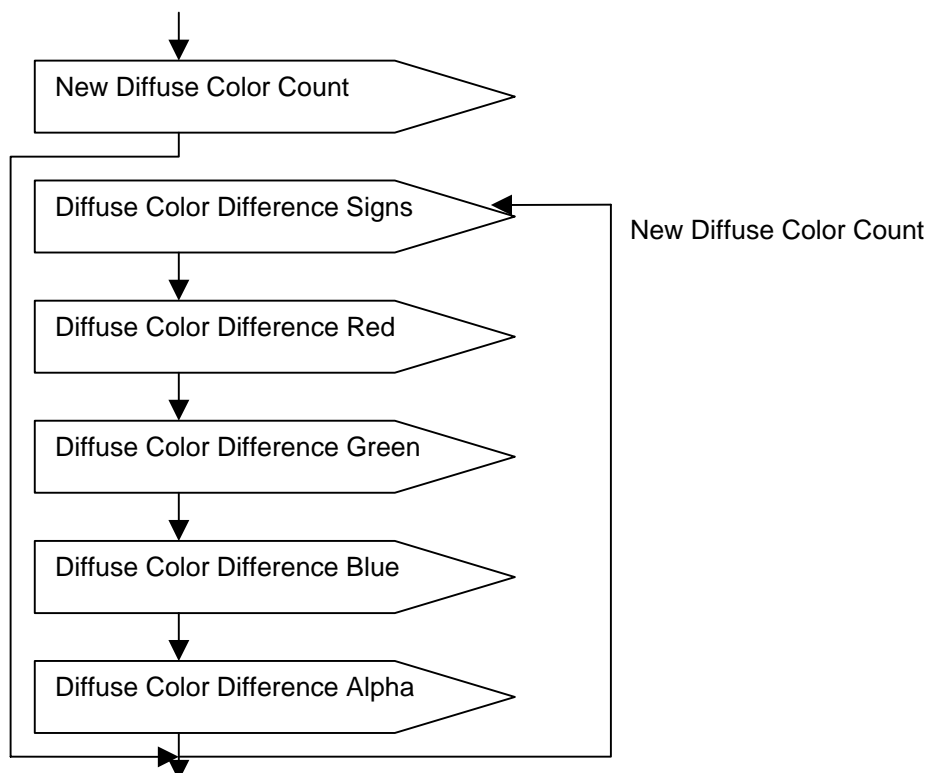 New Diffuse Color Count
Diffuse Color Difference Signs
New Diffuse Color Count
Diffuse Color Difference Red
Diffuse Color Difference Green
Diffuse Color Difference Blue
Diffuse Color Difference Alpha